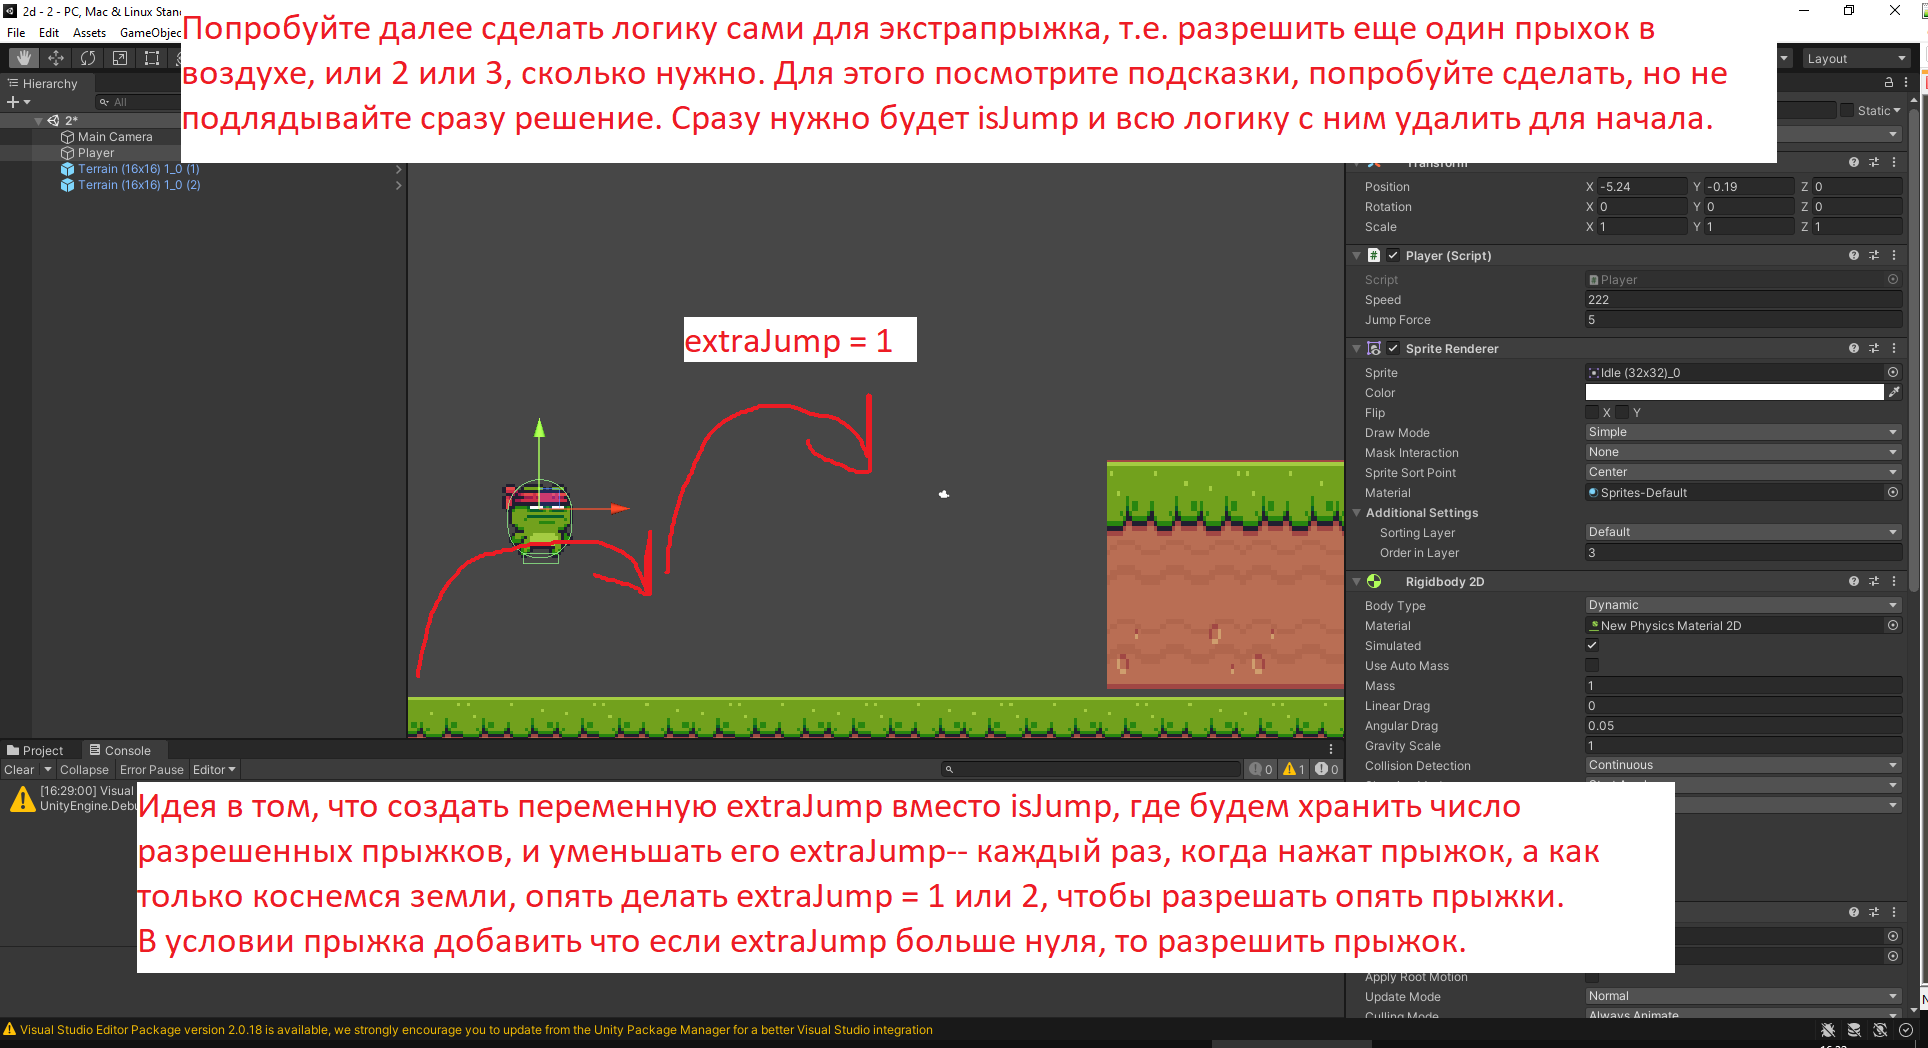 2d - 2 - PC, Mac & Linux Stan
File Edit Assets GameObjec
Попробуйте далее сделать логику сами для экстрапрыжка, т.е. разрешить еще один прыхок в
воздухе, или 2 или 3, сколько нужно. Для этого посмотрите подсказки, попробуйте сделать, но не
подлядывайте сразу решение. Сразу нужно будет isJump и всю логику с ним удалить для начала.
Layout
Hierarchy
All
2*
Main Camera
Player
Terrain (16x16) 1_0 (1)
Terrain (16x16) 1_0 (2)
Static
Transform
Position X -5.24 Y -0.19 Z 0
Rotation X 0 Y 0 Z 0
Scale X 1 Y 1 Z 1
Player (Script)
Script Player
Speed 222
Jump Force 5
Sprite Renderer
Sprite Idle (32x32)_0
Color
Flip X Y
Draw Mode Simple
Mask Interaction None
Sprite Sort Point Center
Material Sprites-Default
Additional Settings
Sorting Layer Default
Order in Layer 3
Rigidbody 2D
Body Type Dynamic
Material New Physics Material 2D
Simulated
Use Auto Mass
Mass 1
Linear Drag 0
Angular Drag 0.05
Gravity Scale 1
Collision Detection Continuous
extraJump = 1
Project Console
Clear Collapse Error Pause Editor
0 1 0
[16:29:00] Visual
UnityEngine.Debu
Идея в том, что создать переменную extraJump вместо isJump, где будем хранить число
разрешенных прыжков, и уменьшать его extraJump-- каждый раз, когда нажат прыжок, а как
только коснемся земли, опять делать extraJump = 1 или 2, чтобы разрешать опять прыжки.
В условии прыжка добавить что если extraJump больше нуля, то разрешить прыжок.
Apply Root Motion
Update Mode Normal
Culling Mode Always Animate
Visual Studio Editor Package version 2.0.18 is available, we strongly encourage you to update from the Unity Package Manager for a better Visual Studio integration